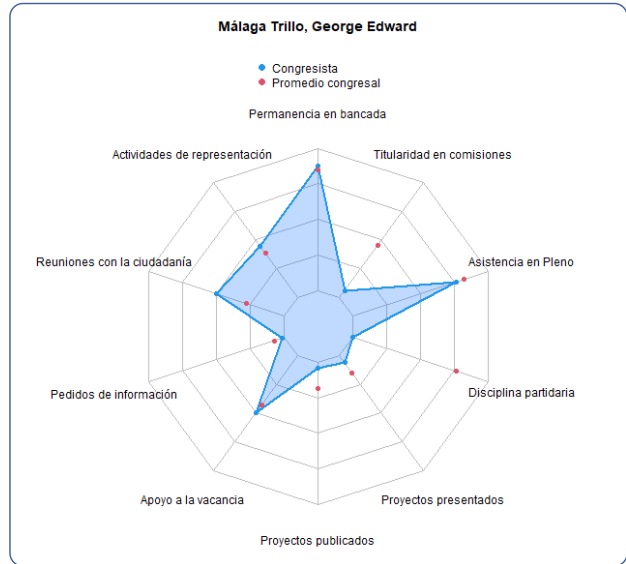 Málaga Trillo, George Edward
Congresista
Promedio congresal
Permanencia en bancada
Actividades de representación
Titularidad en comisiones
Reuniones con la ciudadanía
Asistencia en Pleno
Pedidos de información
Disciplina partidaria
Apoyo a la vacancia
Proyectos presentados
Proyectos publicados